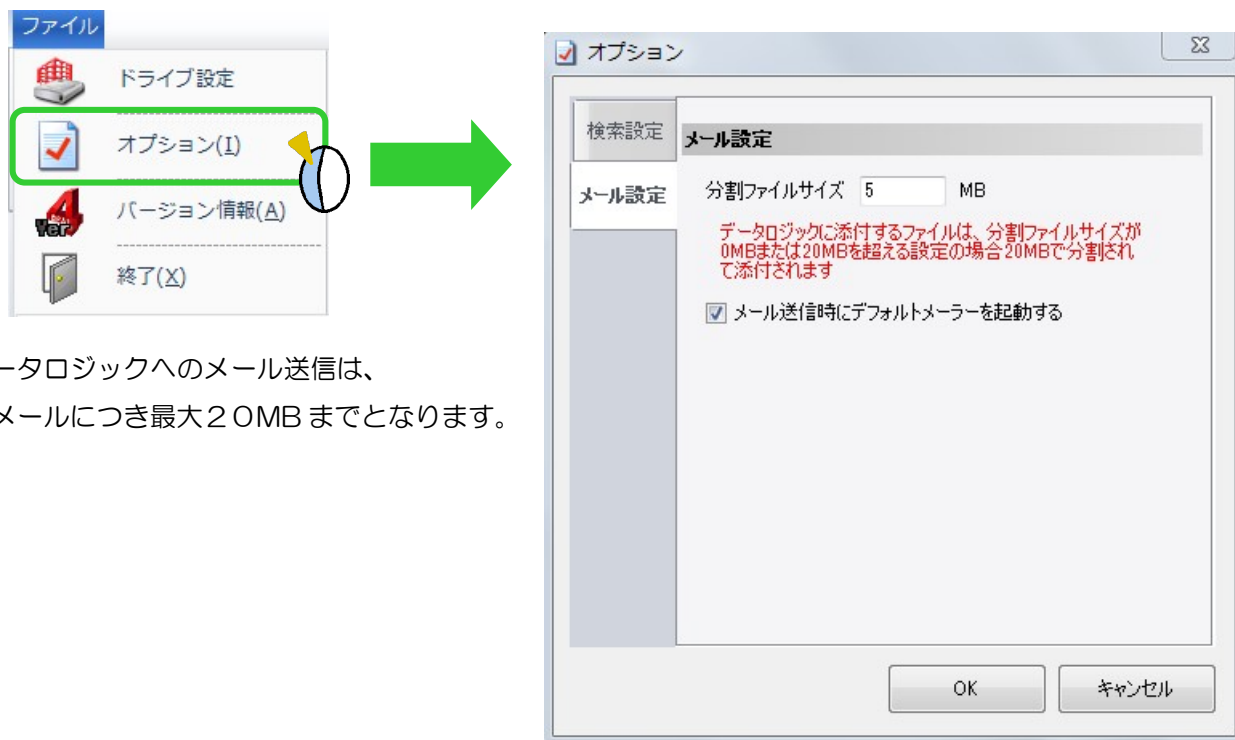 ファイル
ドライブ設定
オプション(I)
Ver4
バージョン情報(A)
終了(X)
ータロジックへのメール送信は、
メールにつき最大２０MBまでとなります。
オプション
検索設定
メール設定
メール設定
分割ファイルサイズ 5 MB
データロジックに添付するファイルは、分割ファイルサイズが
0MBまたは20MBを超える設定の場合20MBで分割され
て添付されます
メール送信時にデフォルトメーラーを起動する
OK キャンセル